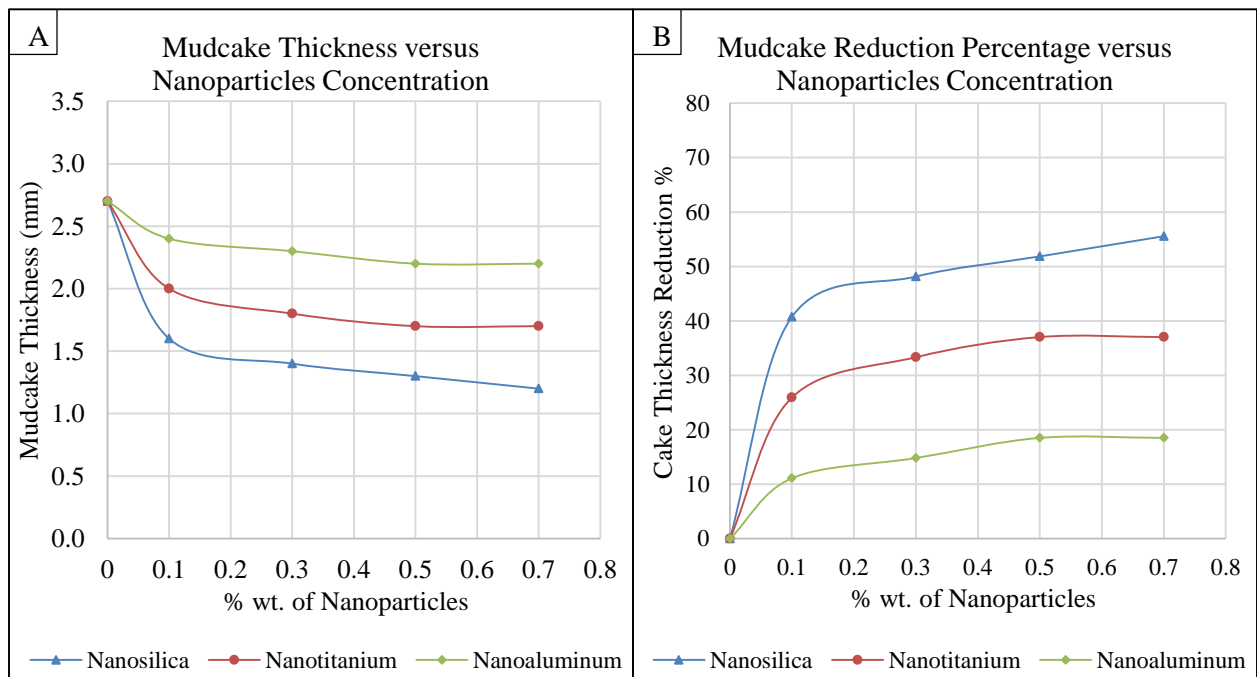 A
Mudcake Thickness versus
Nanoparticles Concentration
3.5
3.0
2.5
2.0
1.5
1.0
0.5
0.0
Mudcake Thickness (mm)
0 0.1 0.2 0.3 0.4 0.5 0.6 0.7 0.8
% wt. of Nanoparticles
Nanosilica Nanotitanium Nanoaluminum
B
Mudcake Reduction Percentage versus
Nanoparticles Concentration
80
70
60
50
40
30
20
10
0
Cake Thickness Reduction %
0 0.1 0.2 0.3 0.4 0.5 0.6 0.7 0.8
% wt. of Nanoparticles
Nanosilica Nanotitanium Nanoaluminum